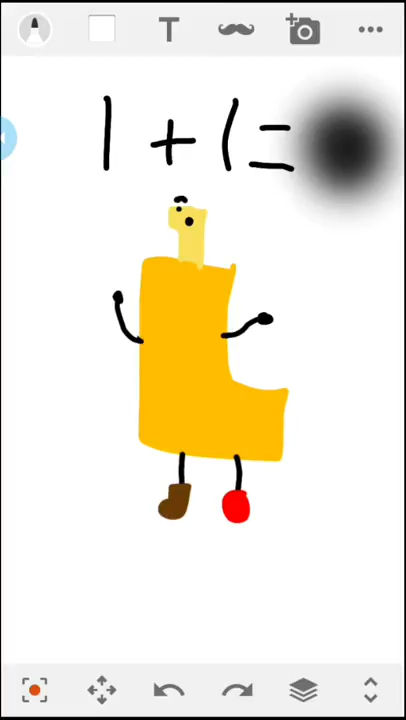 1 + 1 =